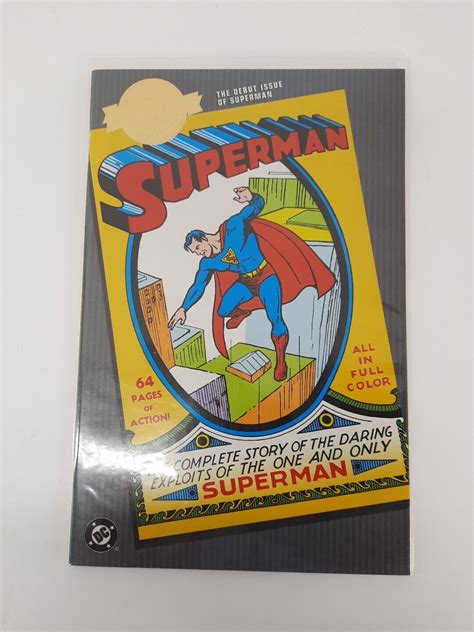 THE DEBUT ISSUE
OF SUPERMAN
SUPERMAN
64
PAGES
OF
ACTION!
ALL
IN
FULL
COLOR
COMPLETE STORY OF THE DARING
EXPLOITS OF THE ONE AND ONLY
SUPERMAN
DC